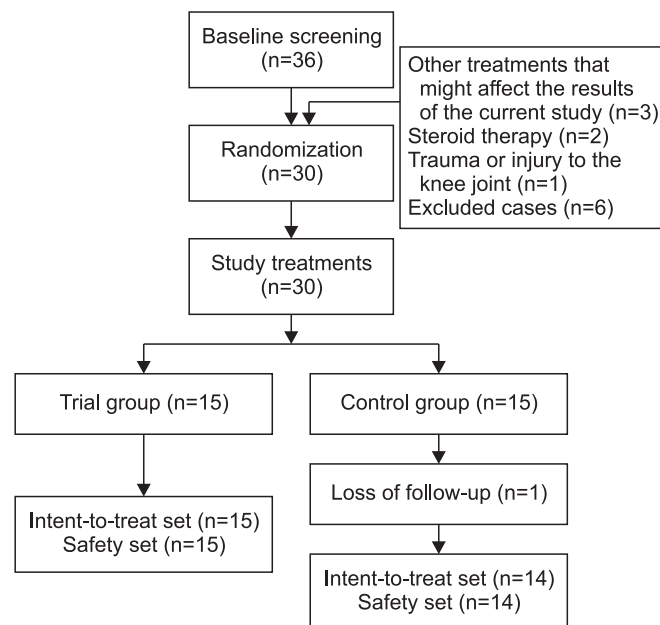 Baseline screening
(n=36)
Other treatments that
might affect the results
of the current study (n=3)
Steroid therapy (n=2)
Trauma or injury to the
knee joint (n=1)
Excluded cases (n=6)
Randomization
(n=30)
Study treatments
(n=30)
Trial group (n=15)
Control group (n=15)
Loss of follow-up (n=1)
Intent-to-treat set (n=15)
Safety set (n=15)
Intent-to-treat set (n=14)
Safety set (n=14)